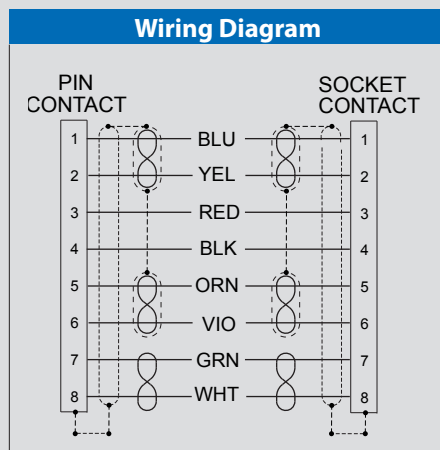 Wiring Diagram
PIN
CONTACT
SOCKET
CONTACT
1 BLU 1
2 YEL 2
3 RED 3
4 BLK 4
5 ORN 5
6 VIO 6
7 GRN 7
8 WHT 8